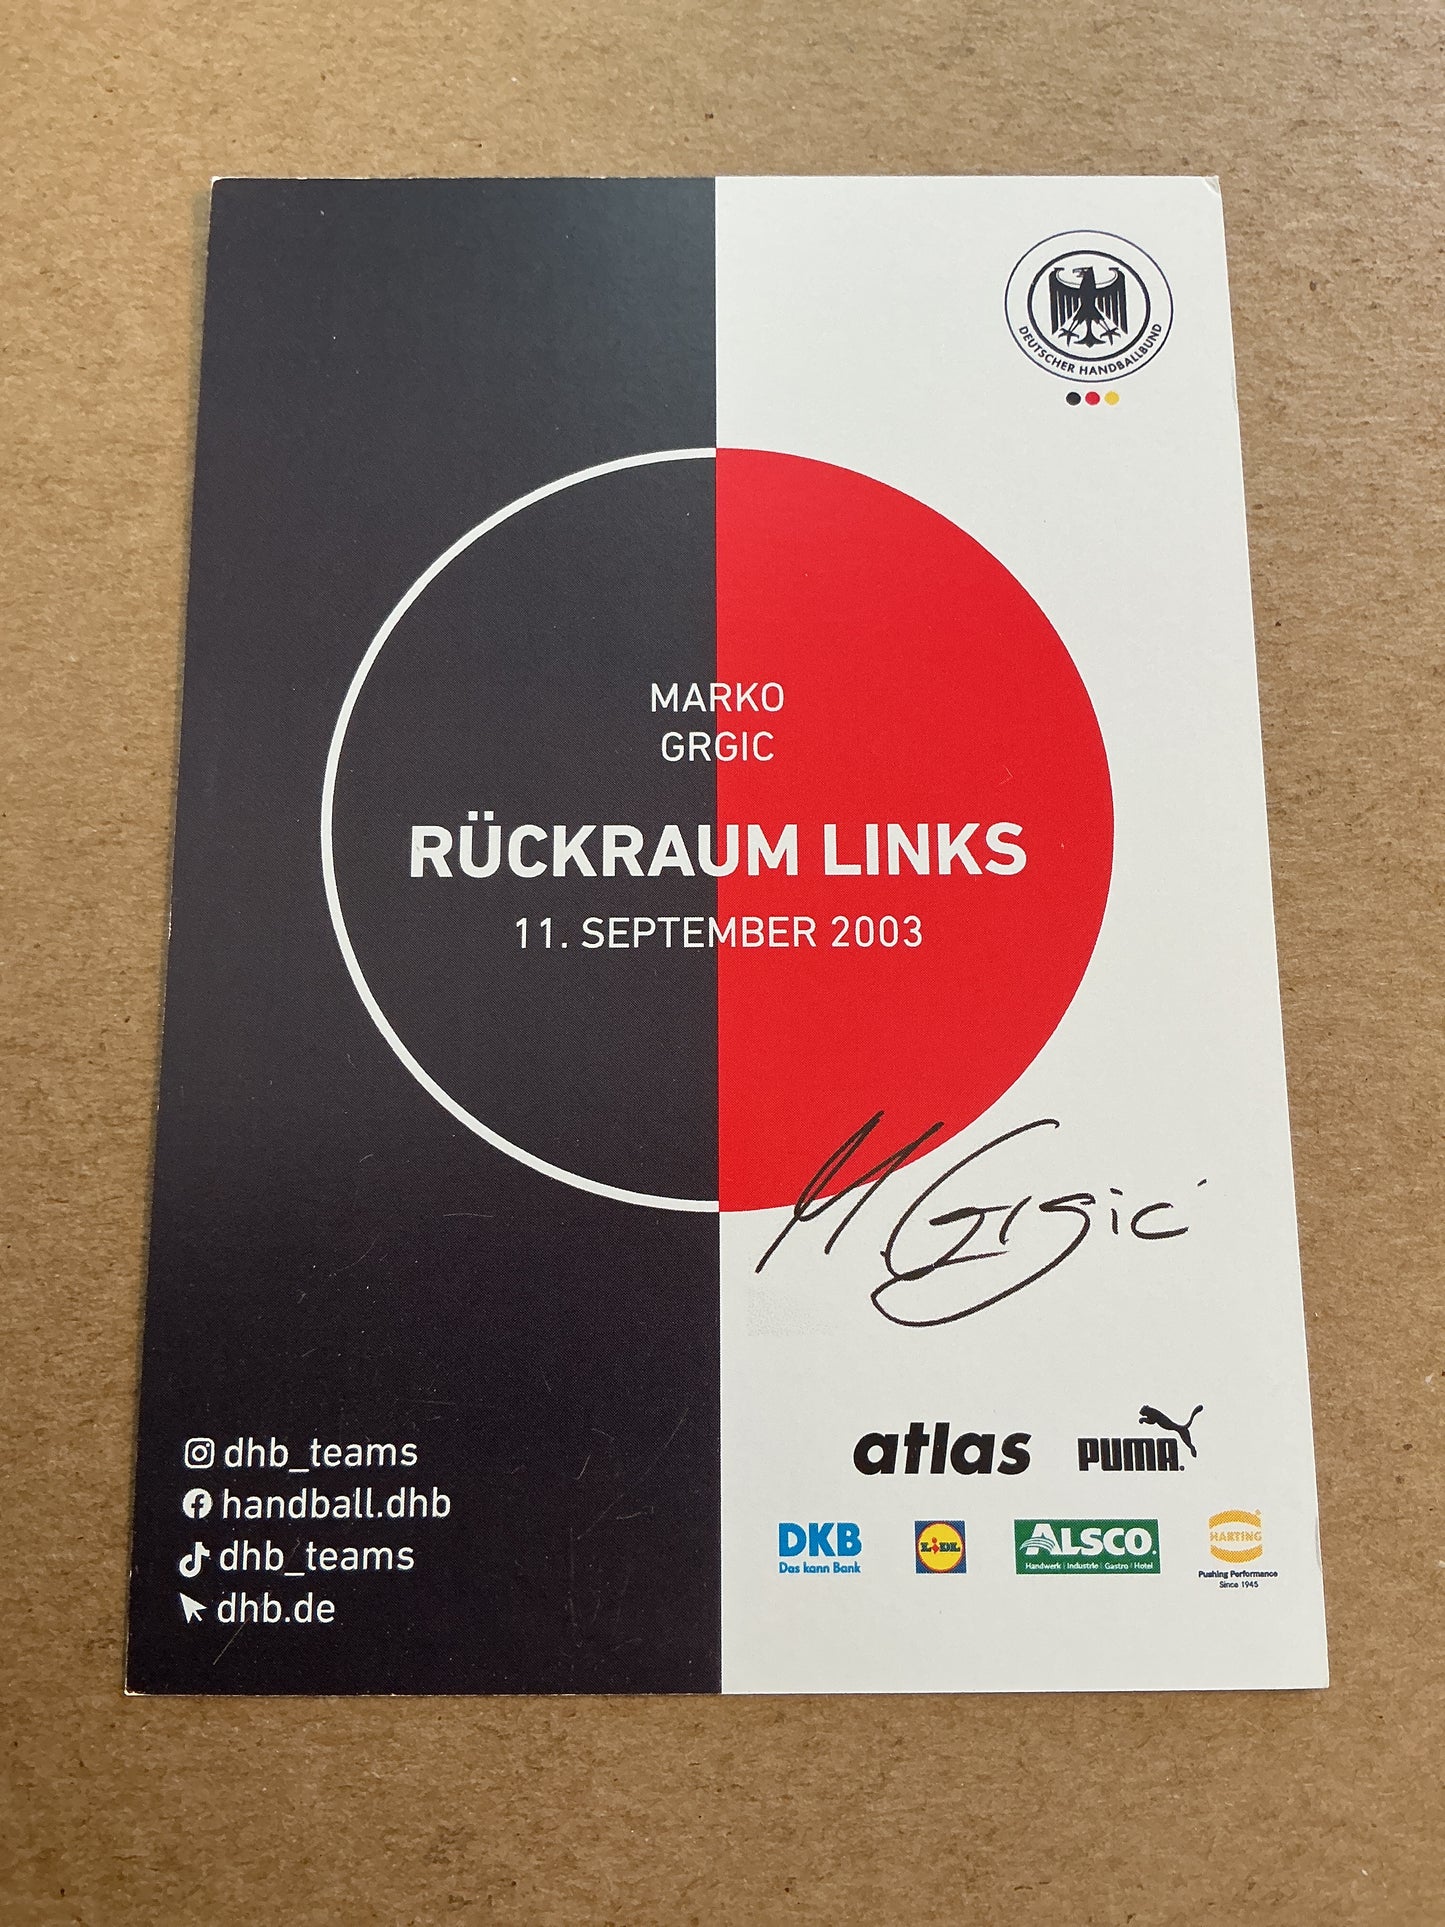 DEUTSCHER HANDBALLBUND
MARKO
GRGIC
RÜCKRAUM LINKS
11. SEPTEMBER 2003
M. Grgić
dhb_teams
handball.dhb
dhb_teams
dhb.de
atlas PUMA
DKB
Das kann Bank
LIDL
ALSCO.
Handwerk | Industrie | Gastro | Hotel
HARTING
Pushing Performance
Since 1945